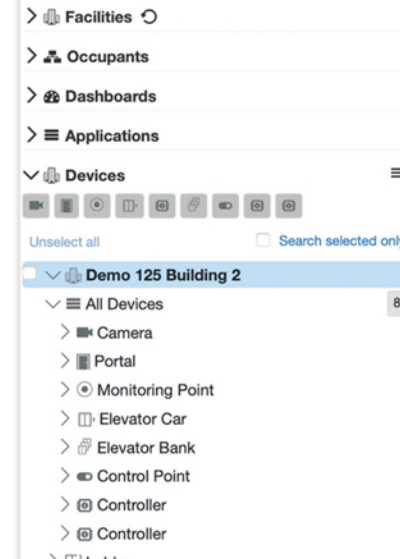 Facilities
Occupants
Dashboards
Applications
Devices
Unselect all
Search selected only
Demo 125 Building 2
All Devices
8
Camera
Portal
Monitoring Point
Elevator Car
Elevator Bank
Control Point
Controller
Controller